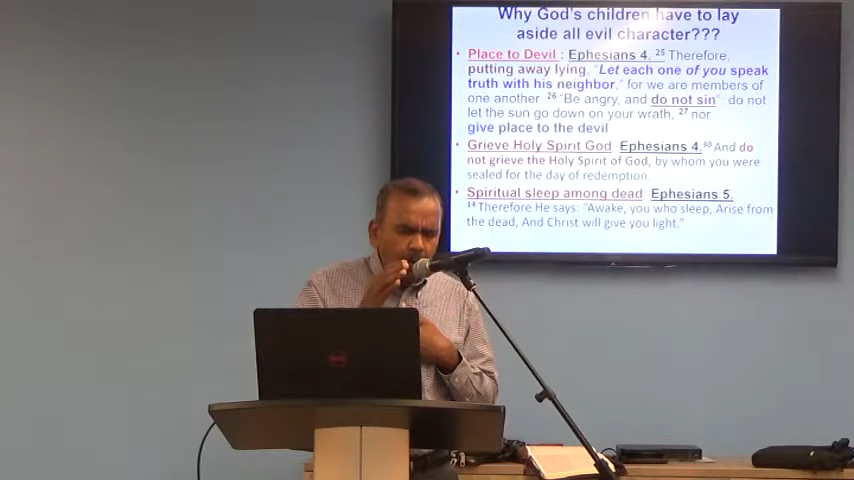 Why God's children have to lay
aside all evil character???
• Place to Devil : Ephesians 4. 25 Therefore,
putting away lying, "Let each one of you speak
truth with his neighbor," for we are members of
one another 26 "Be angry, and do not sin": do not
let the sun go down on your wrath, 27 nor
give place to the devil
• Grieve Holy Spirit God Ephesians 4. 30 And do
not grieve the Holy Spirit of God, by whom you were
sealed for the day of redemption.
• Spiritual sleep among dead Ephesians 5.
14 Therefore He says: "Awake, you who sleep, Arise from
the dead, And Christ will give you light."